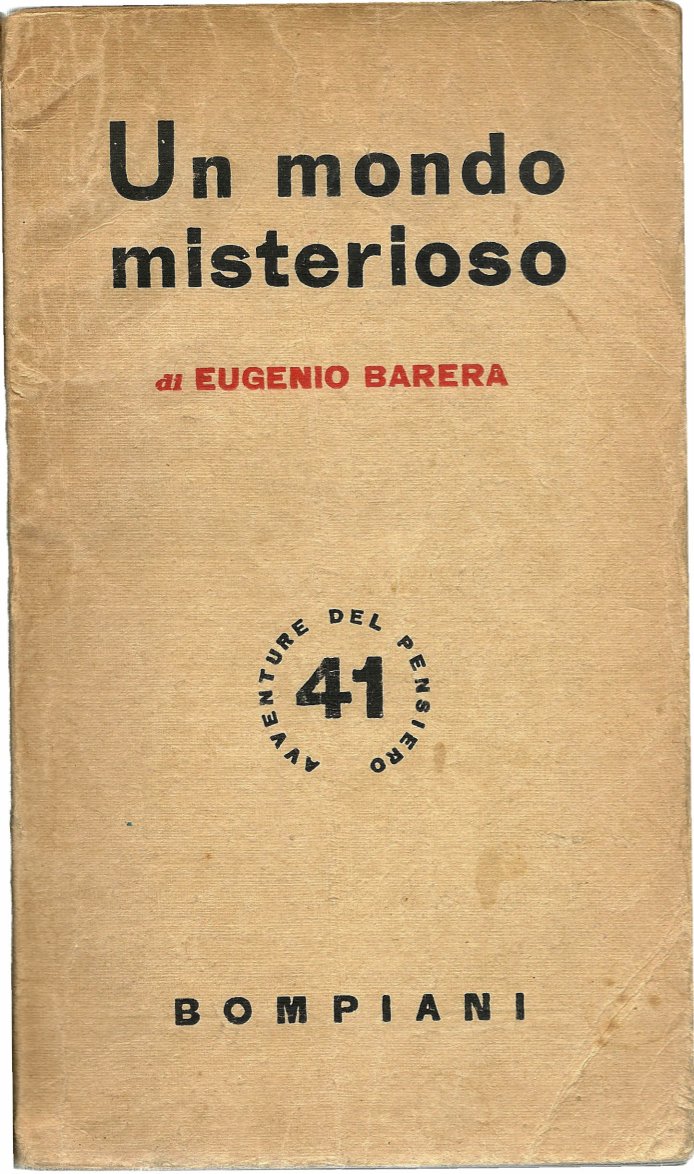 Un mondo
misterioso
di EUGENIO BARERA
AVVENTURE DEL PENSIERO
41
BOMPIANI